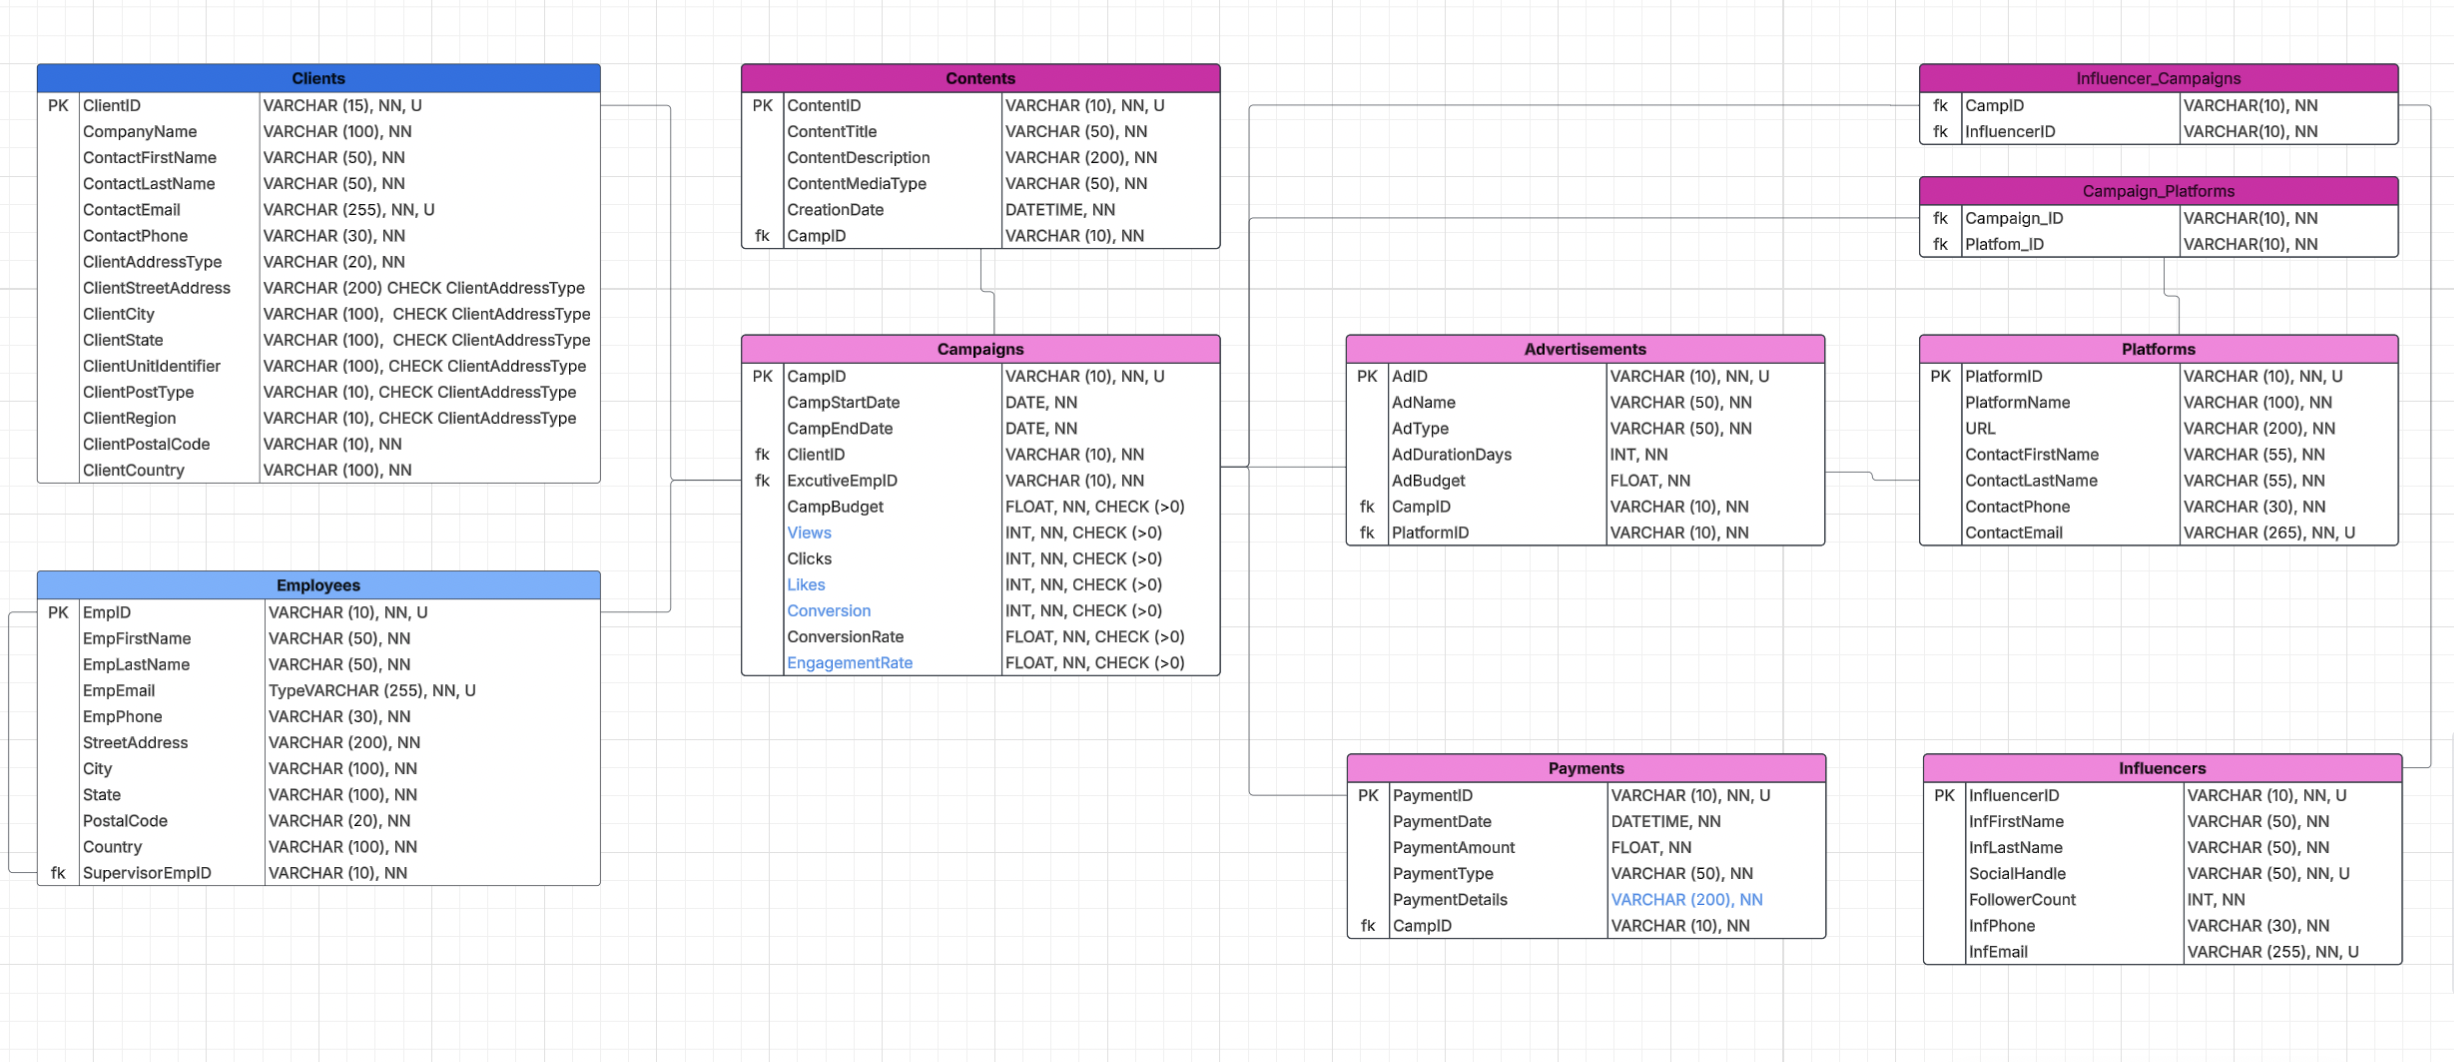 Clients
PK ClientID VARCHAR (15), NN, U
CompanyName VARCHAR (100), NN
ContactFirstName VARCHAR (50), NN
ContactLastName VARCHAR (50), NN
ContactEmail VARCHAR (255), NN, U
ContactPhone VARCHAR (30), NN
ClientAddressType VARCHAR (20), NN
ClientStreetAddress VARCHAR (200) CHECK ClientAddressType
ClientCity VARCHAR (100), CHECK ClientAddressType
ClientState VARCHAR (100), CHECK ClientAddressType
ClientUnitIdentifier VARCHAR (100), CHECK ClientAddressType
ClientPostType VARCHAR (10), CHECK ClientAddressType
ClientRegion VARCHAR (10), CHECK ClientAddressType
ClientPostalCode VARCHAR (10), NN
ClientCountry VARCHAR (100), NN
Employees
PK EmpID VARCHAR (10), NN, U
EmpFirstName VARCHAR (50), NN
EmpLastName VARCHAR (50), NN
EmpEmail TypeVARCHAR (255), NN, U
EmpPhone VARCHAR (30), NN
StreetAddress VARCHAR (200), NN
City VARCHAR (100), NN
State VARCHAR (100), NN
PostalCode VARCHAR (20), NN
Country VARCHAR (100), NN
fk SupervisorEmpID VARCHAR (10), NN
Contents
PK ContentID VARCHAR (10), NN, U
ContentTitle VARCHAR (50), NN
ContentDescription VARCHAR (200), NN
ContentMediaType VARCHAR (50), NN
CreationDate DATETIME, NN
fk CampID VARCHAR (10), NN
Campaigns
PK CampID VARCHAR (10), NN, U
CampStartDate DATE, NN
CampEndDate DATE, NN
fk ClientID VARCHAR (10), NN
fk ExcutiveEmpID VARCHAR (10), NN
CampBudget FLOAT, NN, CHECK (>0)
Views INT, NN, CHECK (>0)
Clicks INT, NN, CHECK (>0)
Likes INT, NN, CHECK (>0)
Conversion INT, NN, CHECK (>0)
ConversionRate FLOAT, NN, CHECK (>0)
EngagementRate FLOAT, NN, CHECK (>0)
Advertisements
PK AdID VARCHAR (10), NN, U
AdName VARCHAR (50), NN
AdType VARCHAR (50), NN
AdDurationDays INT, NN
AdBudget FLOAT, NN
fk CampID VARCHAR (10), NN
fk PlatformID VARCHAR (10), NN
Payments
PK PaymentID VARCHAR (10), NN, U
PaymentDate DATETIME, NN
PaymentAmount FLOAT, NN
PaymentType VARCHAR (50), NN
PaymentDetails VARCHAR (200), NN
fk CampID VARCHAR (10), NN
Influencer_Campaigns
fk CampID VARCHAR(10), NN
fk InfluencerID VARCHAR(10), NN
Campaign_Platforms
fk Campaign_ID VARCHAR(10), NN
fk Platfom_ID VARCHAR(10), NN
Platforms
PK PlatformID VARCHAR (10), NN, U
PlatformName VARCHAR (100), NN
URL VARCHAR (200), NN
ContactFirstName VARCHAR (55), NN
ContactLastName VARCHAR (55), NN
ContactPhone VARCHAR (30), NN
ContactEmail VARCHAR (265), NN, U
Influencers
PK InfluencerID VARCHAR (10), NN, U
InfFirstName VARCHAR (50), NN
InfLastName VARCHAR (50), NN
SocialHandle VARCHAR (50), NN, U
FollowerCount INT, NN
InfPhone VARCHAR (30), NN
InfEmail VARCHAR (255), NN, U